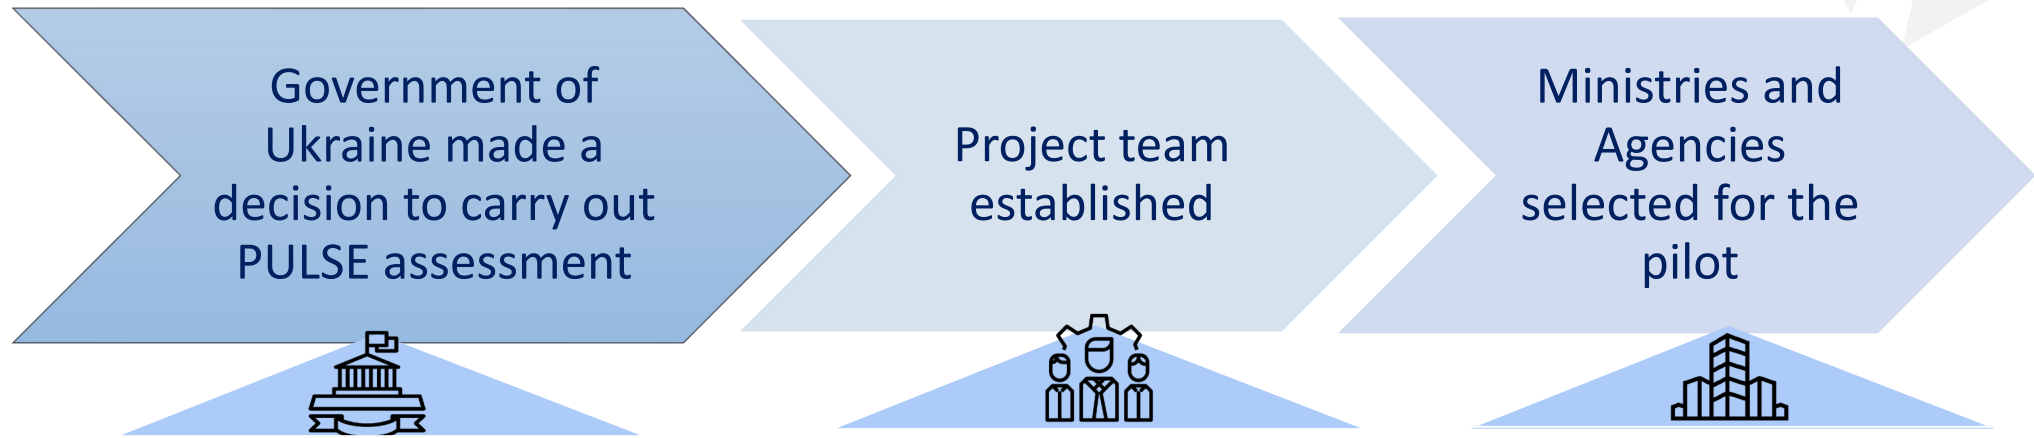 Government of
Ukraine made a
decision to carry out
PULSE assessment
Project team
established
Ministries and
Agencies
selected for the
pilot